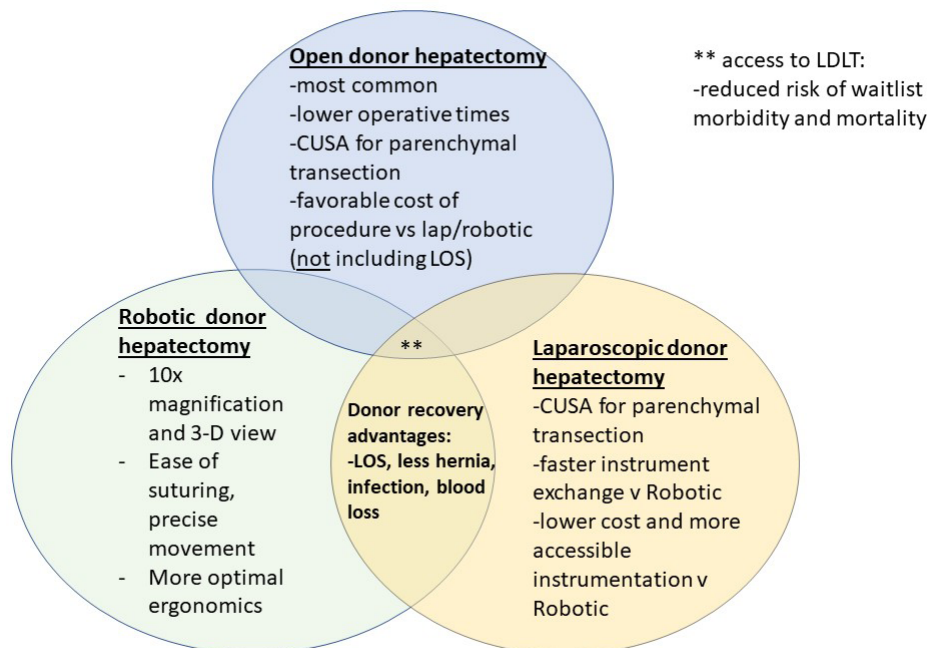 Open donor hepatectomy
-most common
-lower operative times
-CUSA for parenchymal
transection
-favorable cost of
procedure vs lap/robotic
(not including LOS)
** access to LDLT:
-reduced risk of waitlist
morbidity and mortality
Robotic donor
hepatectomy
- 10x
magnification
and 3-D view
- Ease of
suturing,
precise
movement
- More optimal
ergonomics
**
Donor recovery
advantages:
-LOS, less hernia,
infection, blood
loss
Laparoscopic donor
hepatectomy
-CUSA for parenchymal
transection
-faster instrument
exchange v Robotic
-lower cost and more
accessible
instrumentation v
Robotic